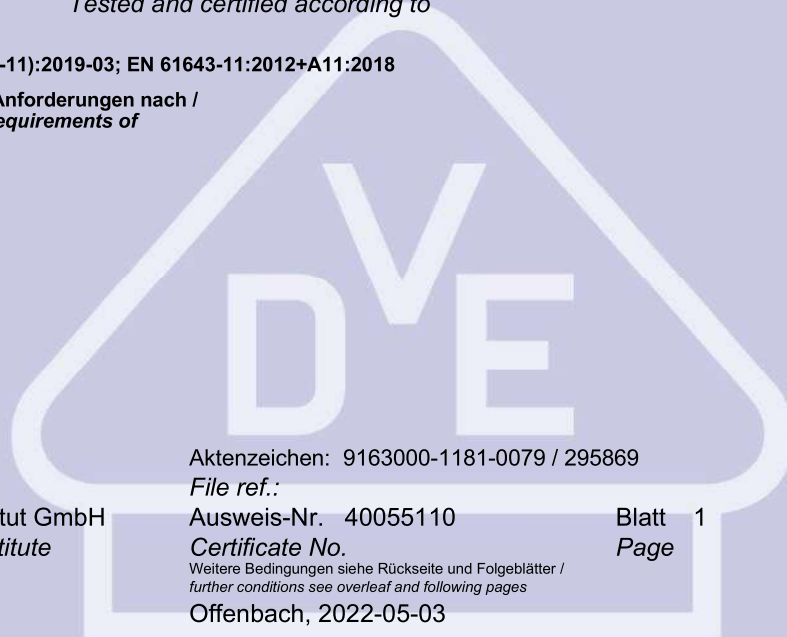 Tested and certified according to
-11):2019-03; EN 61643-11:2012+A11:2018
Anforderungen nach /
equirements of
VDE
Aktenzeichen: 9163000-1181-0079 / 295869
File ref.:
tut GmbH Ausweis-Nr. 40055110 Blatt 1
titute Certificate No. Page
Weitere Bedingungen siehe Rückseite und Folgeblätter /
further conditions see overleaf and following pages
Offenbach, 2022-05-03